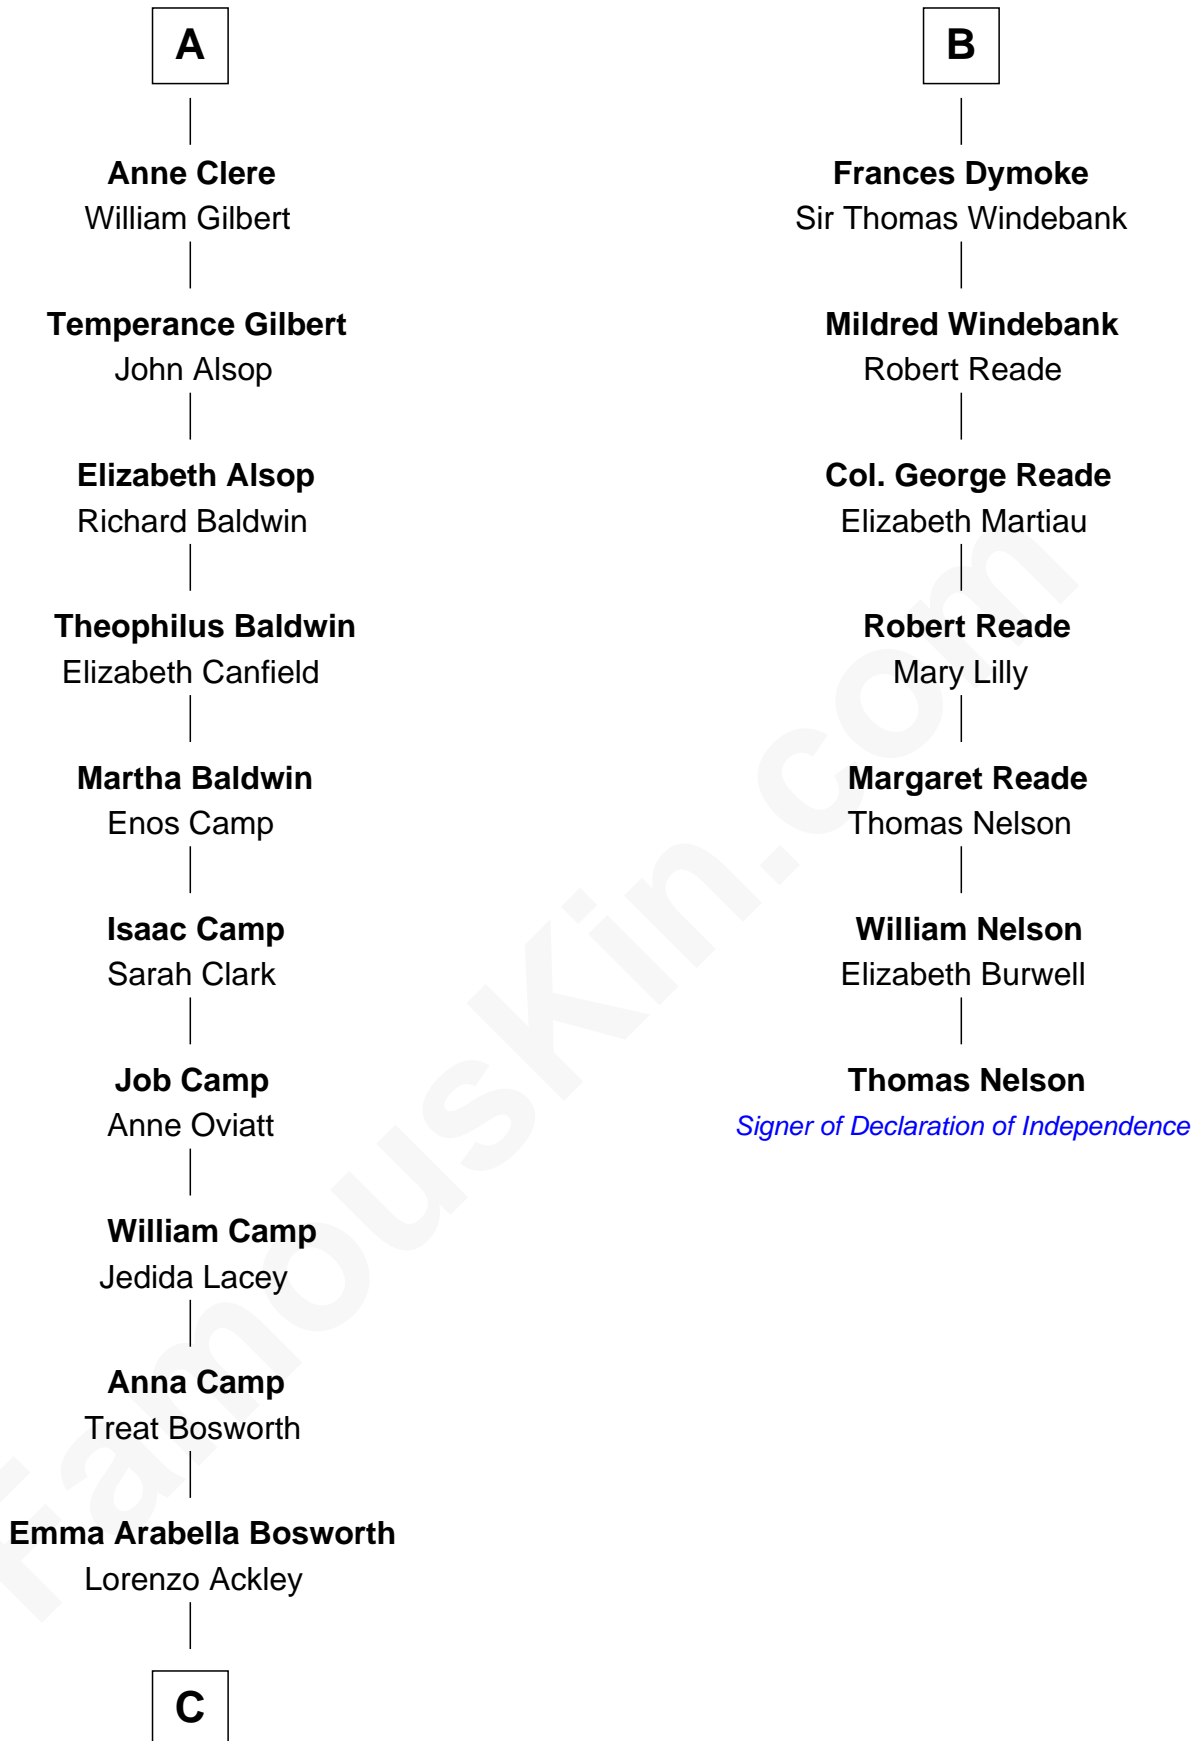 A
Anne Clere
William Gilbert
Temperance Gilbert
John Alsop
Elizabeth Alsop
Richard Baldwin
Theophilus Baldwin
Elizabeth Canfield
Martha Baldwin
Enos Camp
Isaac Camp
Sarah Clark
Job Camp
Anne Oviatt
William Camp
Jedida Lacey
Anna Camp
Treat Bosworth
Emma Arabella Bosworth
Lorenzo Ackley
C
B
Frances Dymoke
Sir Thomas Windebank
Mildred Windebank
Robert Reade
Col. George Reade
Elizabeth Martiau
Robert Reade
Mary Lilly
Margaret Reade
Thomas Nelson
William Nelson
Elizabeth Burwell
Thomas Nelson
Signer of Declaration of Independence
FamousKin.com